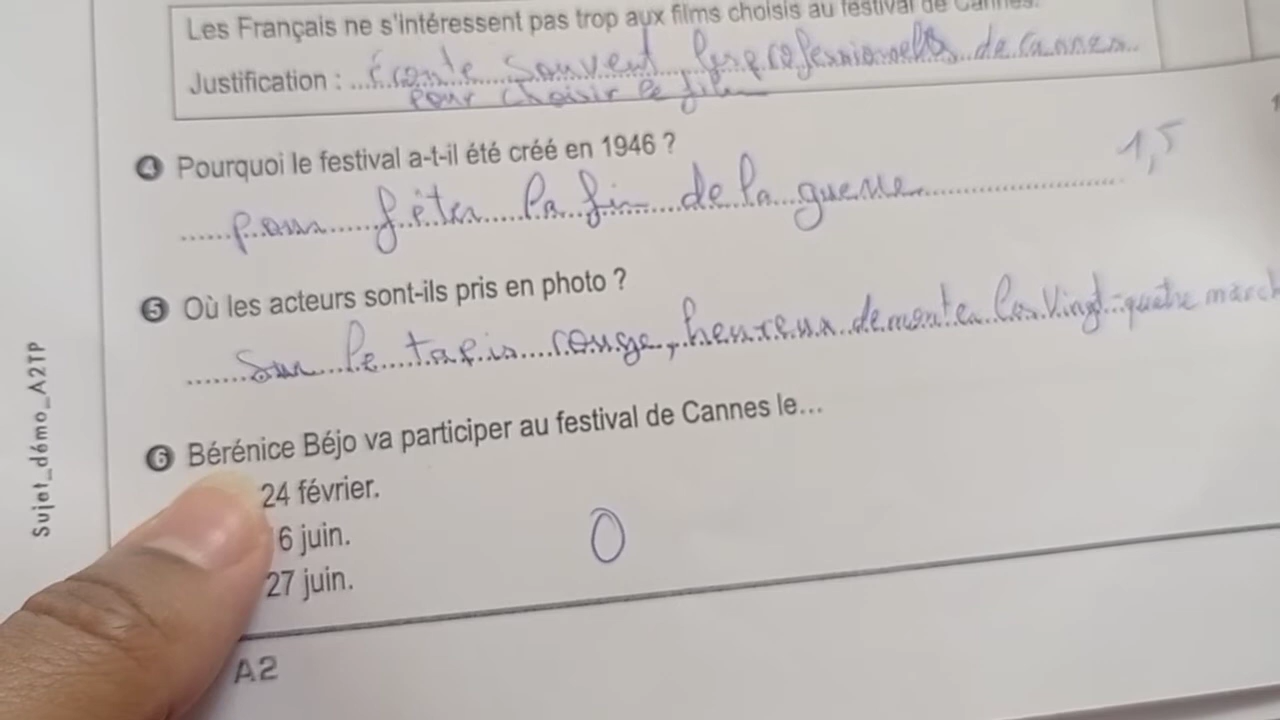 Les Français ne s'intéressent pas trop aux films choisis au festival de Cannes.
Justification : ...Écoute souvent les professionnels de Cannes
pour choisir le film
④ Pourquoi le festival a-t-il été créé en 1946 ?
1,5
pour fêter la fin de la guerre
⑤ Où les acteurs sont-ils pris en photo ?
Sur le tapis rouge, heureux de monter les Vingt-quatre march
⑥ Bérénice Béjo va participer au festival de Cannes le...
24 février.
6 juin.
0
27 juin.
A2
Sujet_démo_A2TP